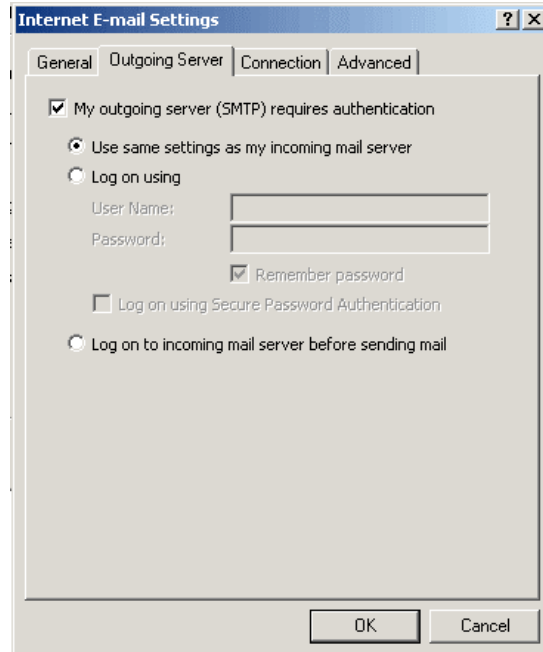 Internet E-mail Settings
General Outgoing Server Connection Advanced
My outgoing server (SMTP) requires authentication
Use same settings as my incoming mail server
Log on using
User Name:
Password:
Remember password
Log on using Secure Password Authentication
Log on to incoming mail server before sending mail
OK Cancel